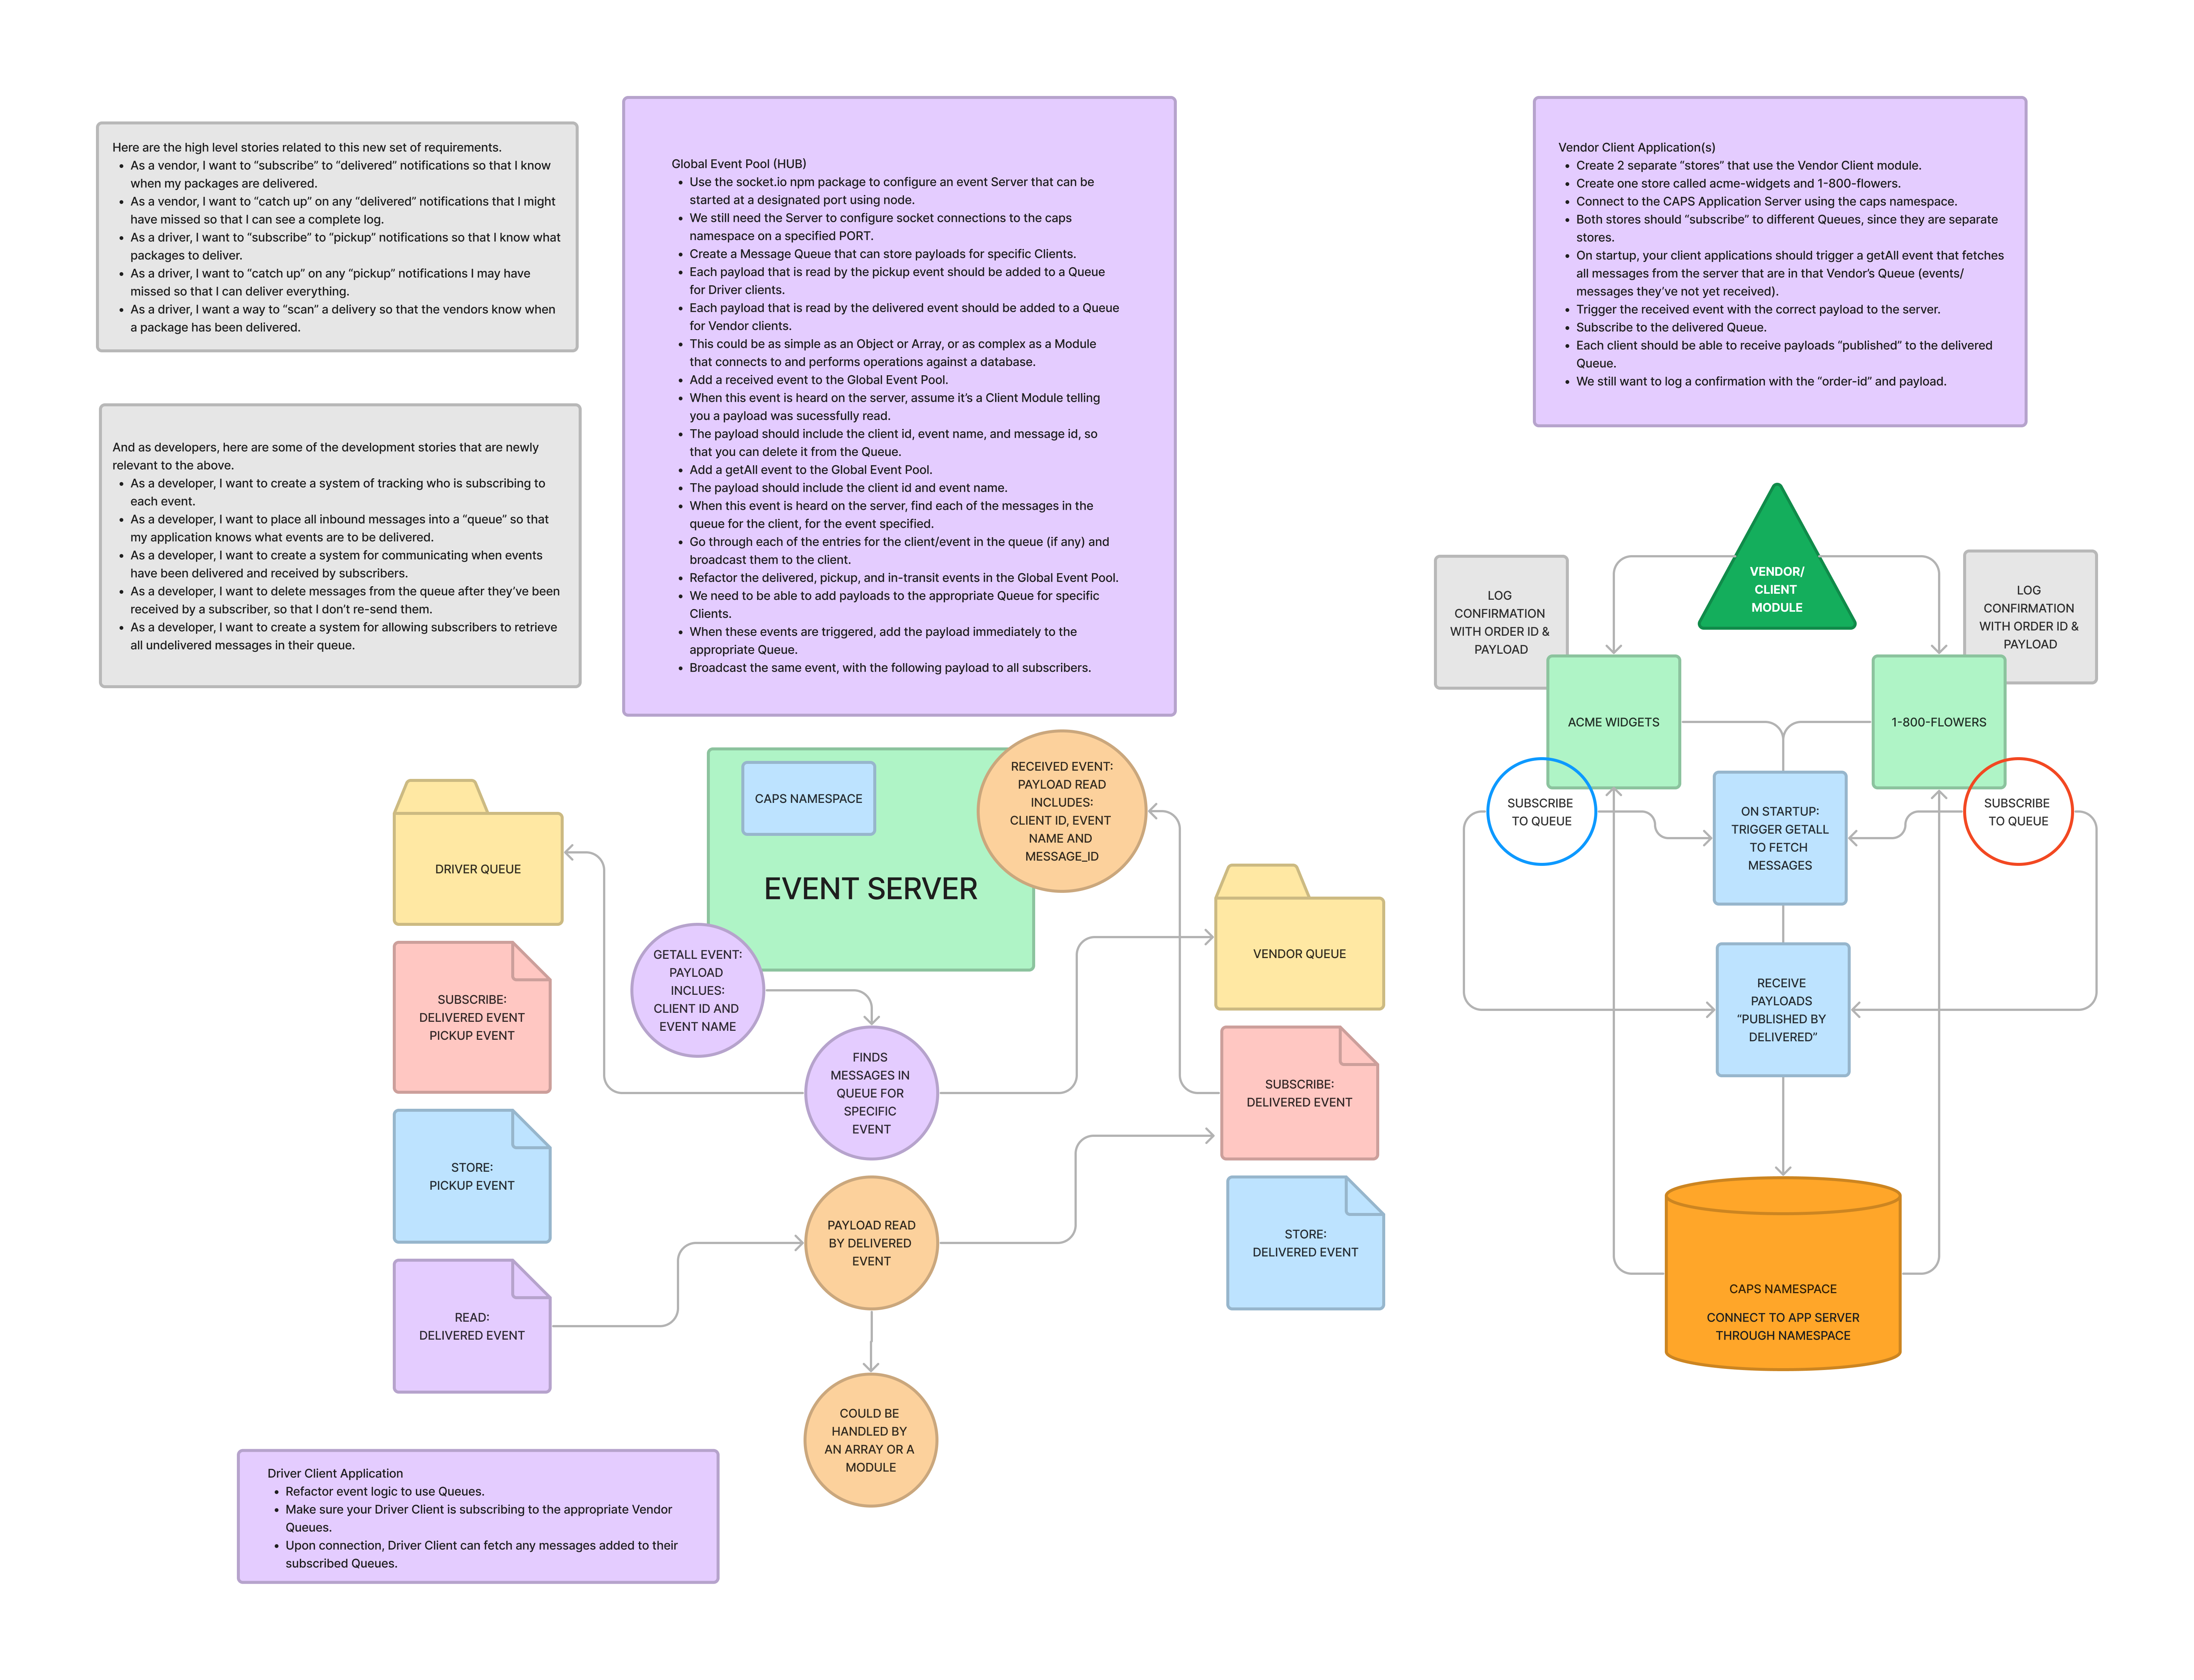 Here are the high level stories related to this new set of requirements.
• As a vendor, I want to “subscribe” to “delivered” notifications so that I know
when my packages are delivered.
• As a vendor, I want to “catch up” on any “delivered” notifications that I might
have missed so that I can see a complete log.
• As a driver, I want to “subscribe” to “pickup” notifications so that I know what
packages to deliver.
• As a driver, I want to “catch up” on any “pickup” notifications I may have
missed so that I can deliver everything.
• As a driver, I want a way to “scan” a delivery so that the vendors know when
a package has been delivered.
And as developers, here are some of the development stories that are newly
relevant to the above.
• As a developer, I want to create a system of tracking who is subscribing to
each event.
• As a developer, I want to place all inbound messages into a “queue” so that
my application knows what events are to be delivered.
• As a developer, I want to create a system for communicating when events
have been delivered and received by subscribers.
• As a developer, I want to delete messages from the queue after they’ve been
received by a subscriber, so that I don’t re-send them.
• As a developer, I want to create a system for allowing subscribers to retrieve
all undelivered messages in their queue.
Global Event Pool (HUB)
• Use the socket.io npm package to configure an event Server that can be
started at a designated port using node.
• We still need the Server to configure socket connections to the caps
namespace on a specified PORT.
• Create a Message Queue that can store payloads for specific Clients.
• Each payload that is read by the pickup event should be added to a Queue
for Driver clients.
• Each payload that is read by the delivered event should be added to a Queue
for Vendor clients.
• This could be as simple as an Object or Array, or as complex as a Module
that connects to and performs operations against a database.
• Add a received event to the Global Event Pool.
• When this event is heard on the server, assume it’s a Client Module telling
you a payload was sucessfully read.
• The payload should include the client id, event name, and message id, so
that you can delete it from the Queue.
• Add a getAll event to the Global Event Pool.
• The payload should include the client id and event name.
• When this event is heard on the server, find each of the messages in the
queue for the client, for the event specified.
• Go through each of the entries for the client/event in the queue (if any) and
broadcast them to the client.
• Refactor the delivered, pickup, and in-transit events in the Global Event Pool.
• We need to be able to add payloads to the appropriate Queue for specific
Clients.
• When these events are triggered, add the payload immediately to the
appropriate Queue.
• Broadcast the same event, with the following payload to all subscribers.
Vendor Client Application(s)
• Create 2 separate “stores” that use the Vendor Client module.
• Create one store called acme-widgets and 1-800-flowers.
• Connect to the CAPS Application Server using the caps namespace.
• Both stores should “subscribe” to different Queues, since they are separate
stores.
• On startup, your client applications should trigger a getAll event that fetches
all messages from the server that are in that Vendor’s Queue (events/
messages they’ve not yet received).
• Trigger the received event with the correct payload to the server.
• Subscribe to the delivered Queue.
• Each client should be able to receive payloads “published” to the delivered
Queue.
• We still want to log a confirmation with the “order-id” and payload.
DRIVER QUEUE
SUBSCRIBE:
DELIVERED EVENT
PICKUP EVENT
STORE:
PICKUP EVENT
READ:
DELIVERED EVENT
CAPS NAMESPACE
EVENT SERVER
RECEIVED EVENT:
PAYLOAD READ
INCLUDES:
CLIENT ID, EVENT
NAME AND
MESSAGE_ID
GETALL EVENT:
PAYLOAD
INCLUES:
CLIENT ID AND
EVENT NAME
FINDS
MESSAGES IN
QUEUE FOR
SPECIFIC
EVENT
PAYLOAD READ
BY DELIVERED
EVENT
COULD BE
HANDLED BY
AN ARRAY OR A
MODULE
VENDOR QUEUE
SUBSCRIBE:
DELIVERED EVENT
STORE:
DELIVERED EVENT
VENDOR/
CLIENT
MODULE
LOG
CONFIRMATION
WITH ORDER ID &
PAYLOAD
LOG
CONFIRMATION
WITH ORDER ID &
PAYLOAD
ACME WIDGETS
1-800-FLOWERS
SUBSCRIBE
TO QUEUE
ON STARTUP:
TRIGGER GETALL
TO FETCH
MESSAGES
SUBSCRIBE
TO QUEUE
RECEIVE
PAYLOADS
“PUBLISHED BY
DELIVERED”
CAPS NAMESPACE
CONNECT TO APP SERVER
THROUGH NAMESPACE
Driver Client Application
• Refactor event logic to use Queues.
• Make sure your Driver Client is subscribing to the appropriate Vendor
Queues.
• Upon connection, Driver Client can fetch any messages added to their
subscribed Queues.